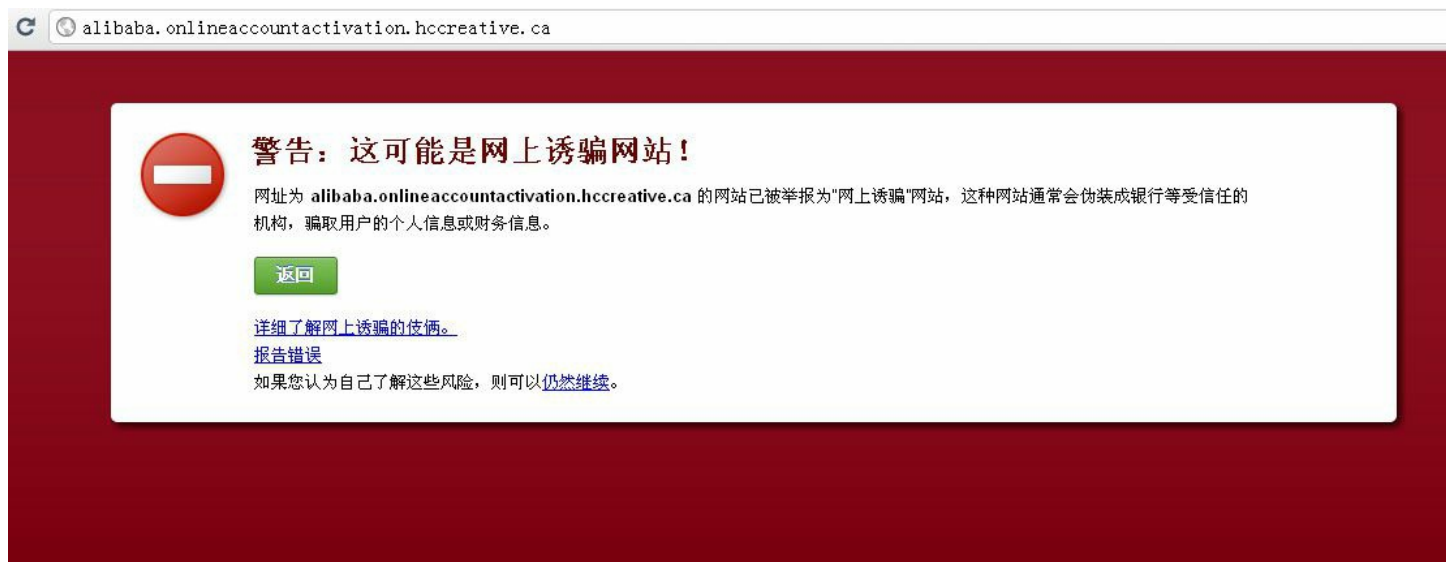 alibaba.onlineaccountactivation.hccreative.ca
警告：这可能是网上诱骗网站！
网址为 alibaba.onlineaccountactivation.hccreative.ca 的网站已被举报为"网上诱骗"网站，这种网站通常会伪装成银行等受信任的
机构，骗取用户的个人信息或财务信息。
返回
详细了解网上诱骗的伎俩。
报告错误
如果您认为自己了解这些风险，则可以仍然继续。